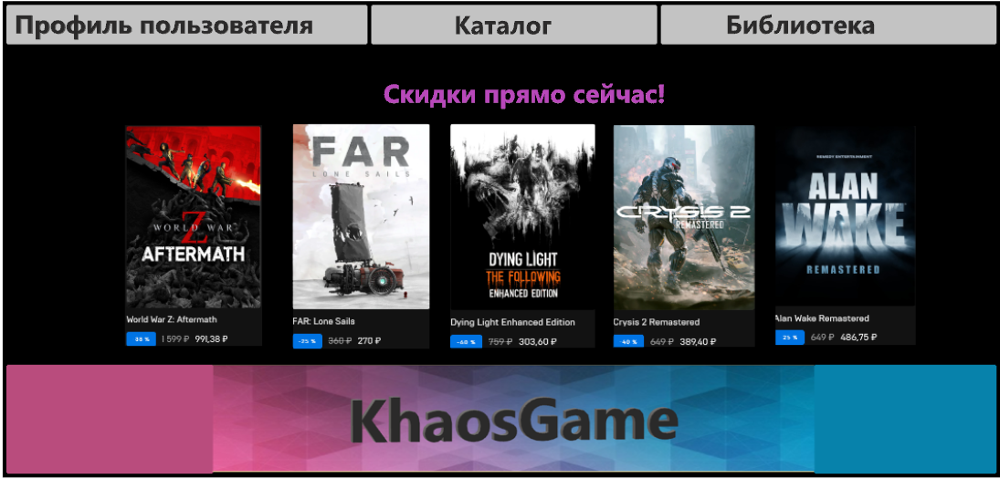 Профиль пользователя
Каталог
Библиотека
Скидки прямо сейчас!
WORLD WAR
Z
AFTERMATH
FAR
LONE SAILS
DYING LIGHT
THE FOLLOWING
ENHANCED EDITION
CRYSIS 2
REMASTERED
REMEDY ENTERTAINMENT
ALAN
WAKE
REMASTERED
World War Z: Aftermath
FAR: Lone Sails
Dying Light Enhanced Edition
Crysis 2 Remastered
Alan Wake Remastered
-38 % 1 599 ₽ 991,38 ₽
-25 % 360 ₽ 270 ₽
-60 % 759 ₽ 303,60 ₽
-40 % 649 ₽ 389,40 ₽
25 % 649 ₽ 486,75 ₽
KhaosGame